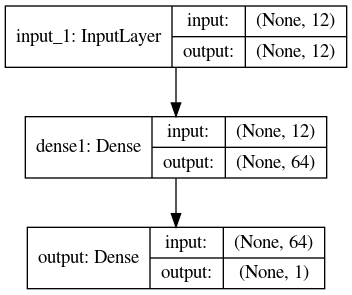 input_1: InputLayer
input: (None, 12)
output: (None, 12)
dense1: Dense
input: (None, 12)
output: (None, 64)
output: Dense
input: (None, 64)
output: (None, 1)